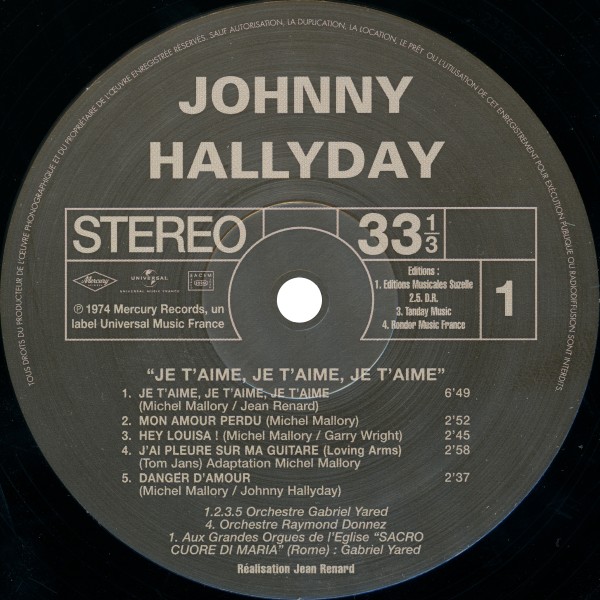 TOUS DROITS DU PRODUCTEUR DE L'ŒUVRE PHONOGRAPHIQUE ET DU PROPRIÉTAIRE DE L'ŒUVRE ENREGISTRÉE RÉSERVÉS. SAUF AUTORISATION, LA DUPLICATION, LA LOCATION, LE PRÊT OU L'UTILISATION DE CET ENREGISTREMENT POUR EXÉCUTION PUBLIQUE OU RADIODIFFUSION SONT INTERDITS
JOHNNY
HALLYDAY
STEREO
33 1/3
Mercury
UNIVERSAL
UNIVERSAL MUSIC FRANCE
SACEM
℗ 1974 Mercury Records, un
label Universal Music France
Editions :
1. Editions Musicales Suzelle
2.5. D.R.
3. Tanday Music
4. Rondor Music France
1
“JE T'AIME, JE T'AIME, JE T'AIME”
1. JE T'AIME, JE T'AIME, JE T'AIME 6'49
(Michel Mallory / Jean Renard)
2. MON AMOUR PERDU (Michel Mallory) 2'52
3. HEY LOUISA ! (Michel Mallory / Garry Wright) 2'45
4. J'AI PLEURE SUR MA GUITARE (Loving Arms) 2'58
(Tom Jans) Adaptation Michel Mallory
5. DANGER D'AMOUR 2'37
(Michel Mallory / Johnny Hallyday)
1.2.3.5 Orchestre Gabriel Yared
4. Orchestre Raymond Donnez
1. Aux Grandes Orgues de l'Eglise “SACRO
CUORE DI MARIA” (Rome) : Gabriel Yared
Réalisation Jean Renard